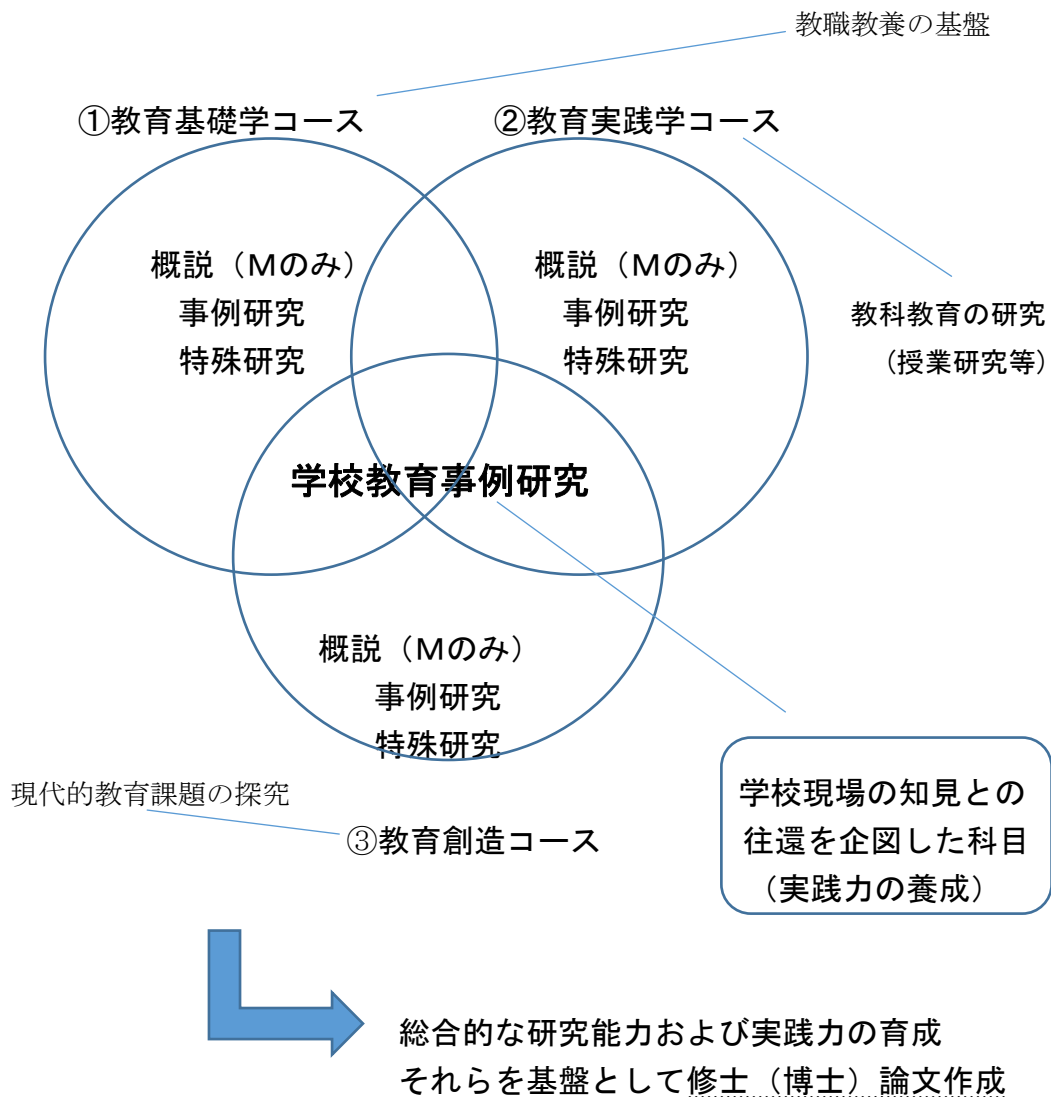 教職教養の基盤
①教育基礎学コース
②教育実践学コース
概説（Mのみ）
事例研究
特殊研究
概説（Mのみ）
事例研究
特殊研究
教科教育の研究
（授業研究等）
学校教育事例研究
概説（Mのみ）
事例研究
特殊研究
現代的教育課題の探究
③教育創造コース
学校現場の知見との
往還を企図した科目
（実践力の養成）
総合的な研究能力および実践力の育成
それらを基盤として修士（博士）論文作成